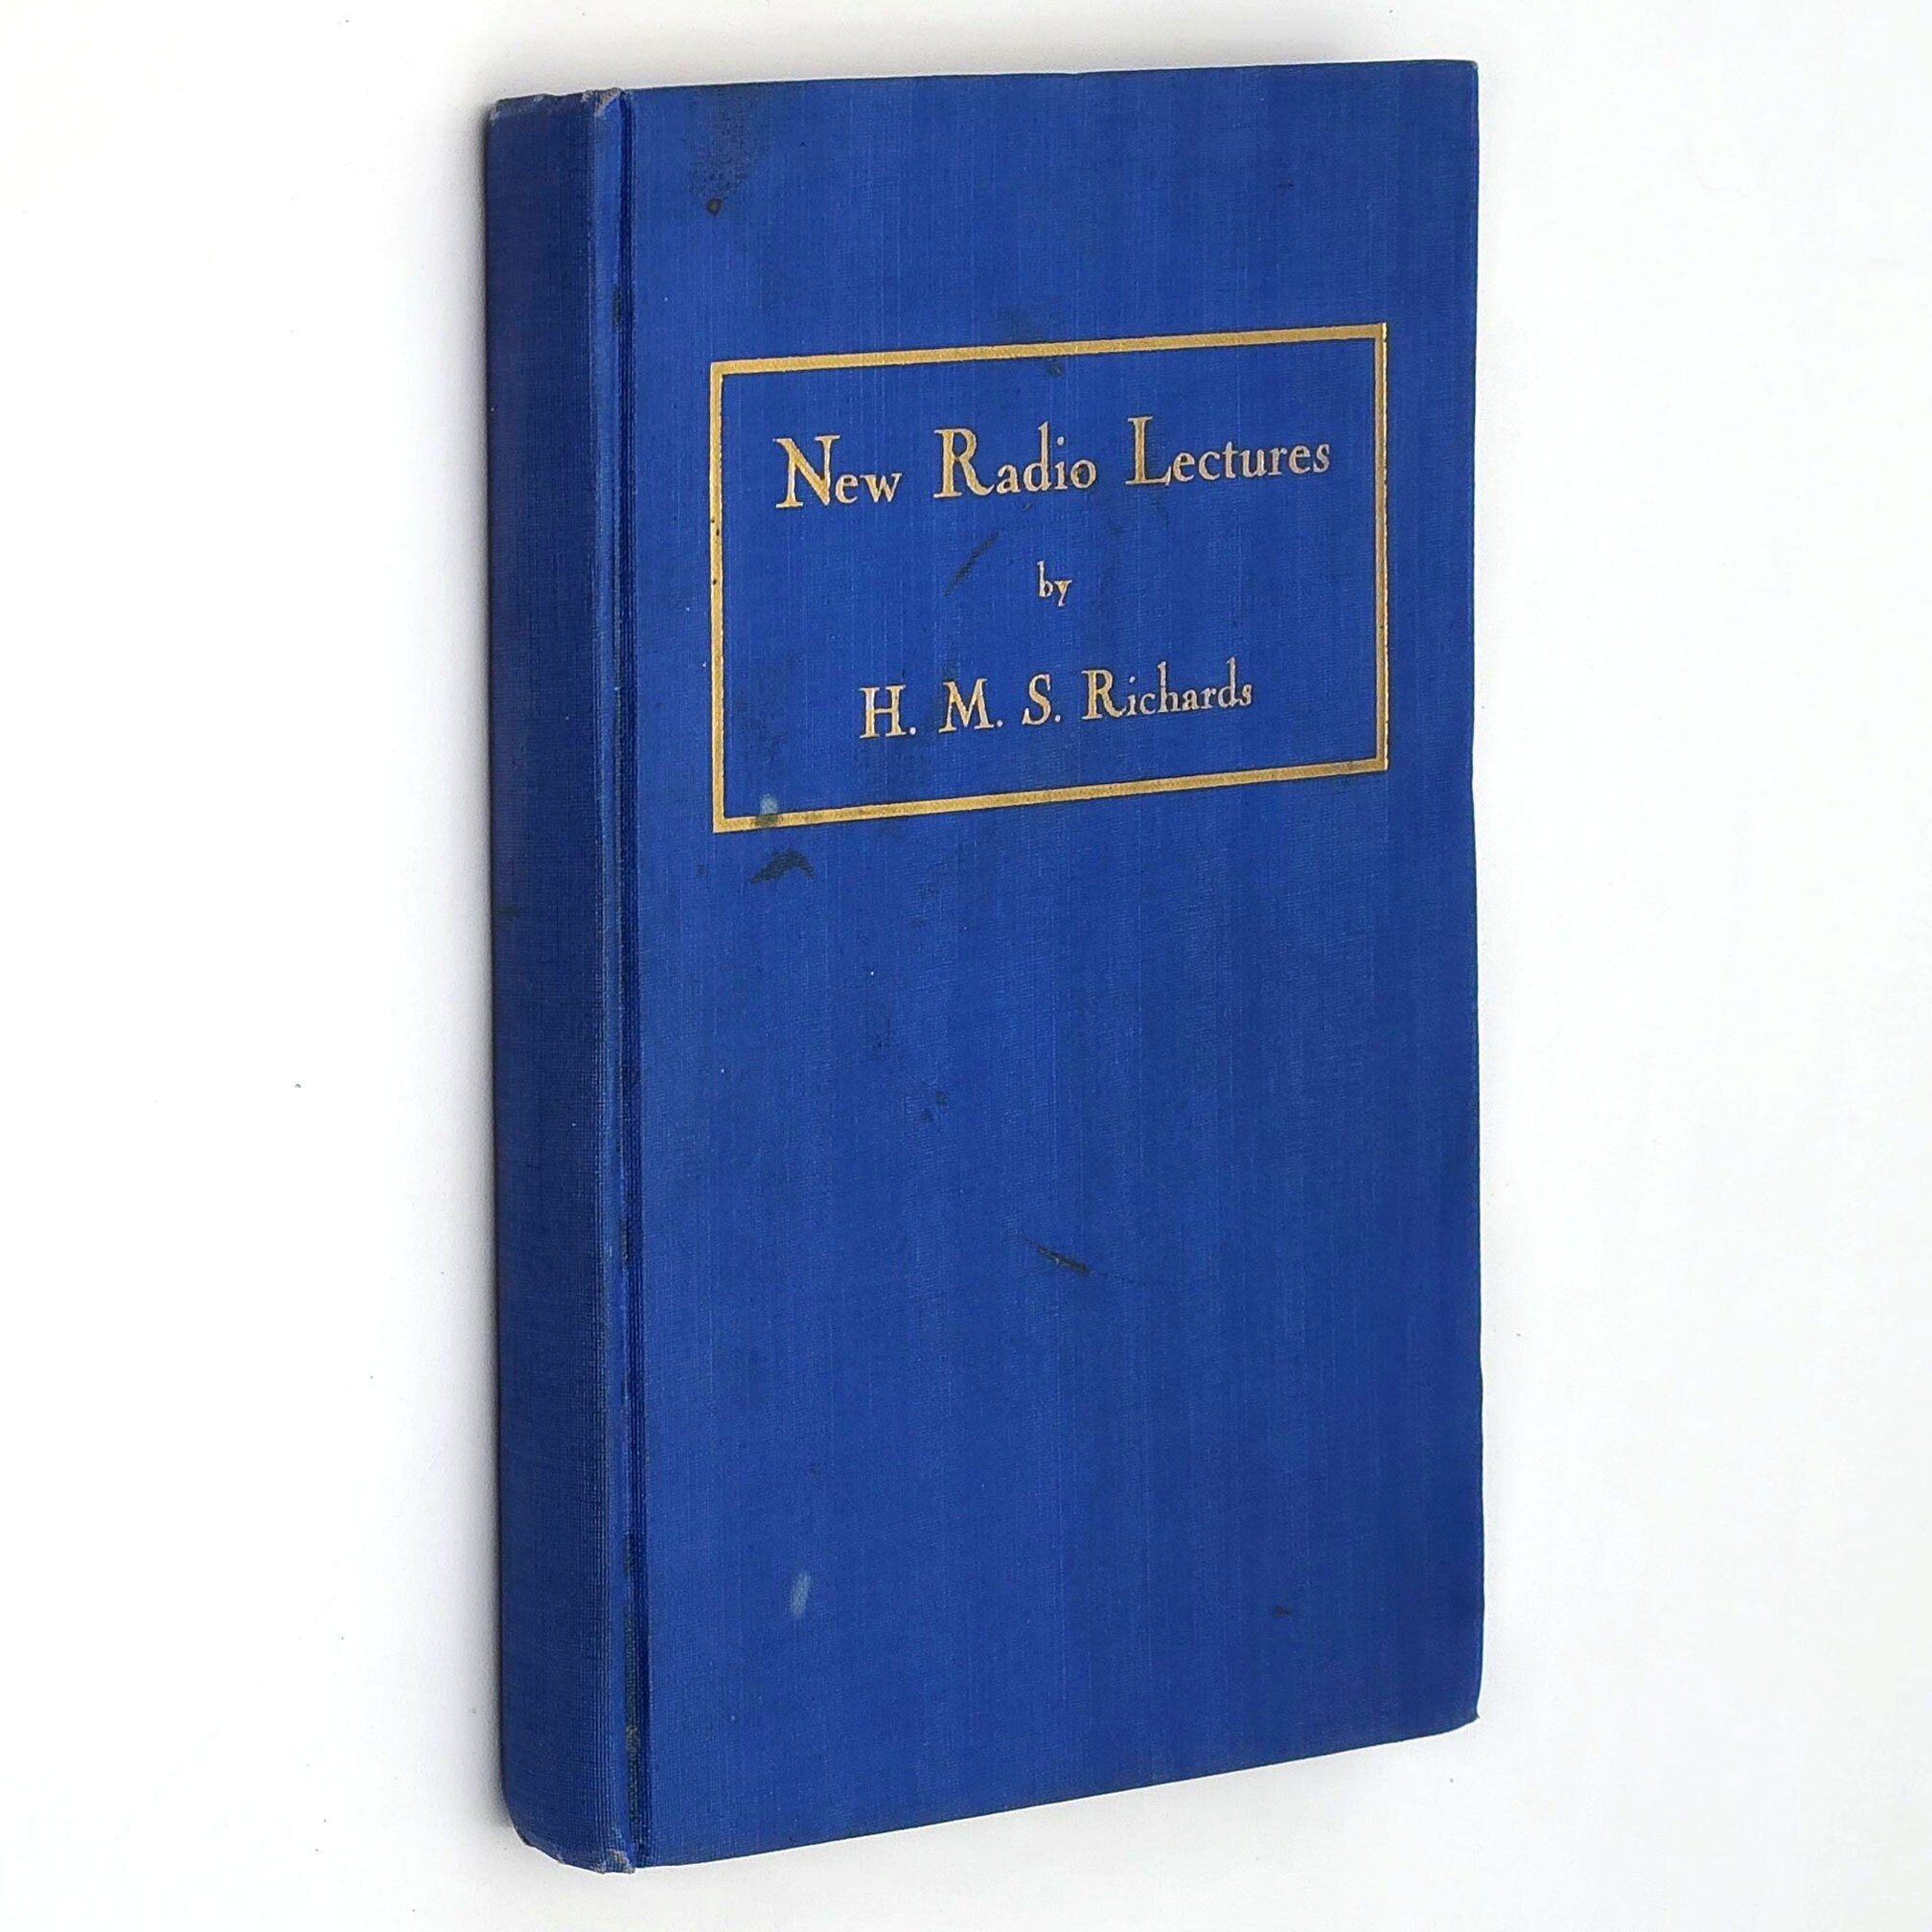 New Radio Lectures
by
H. M. S. Richards